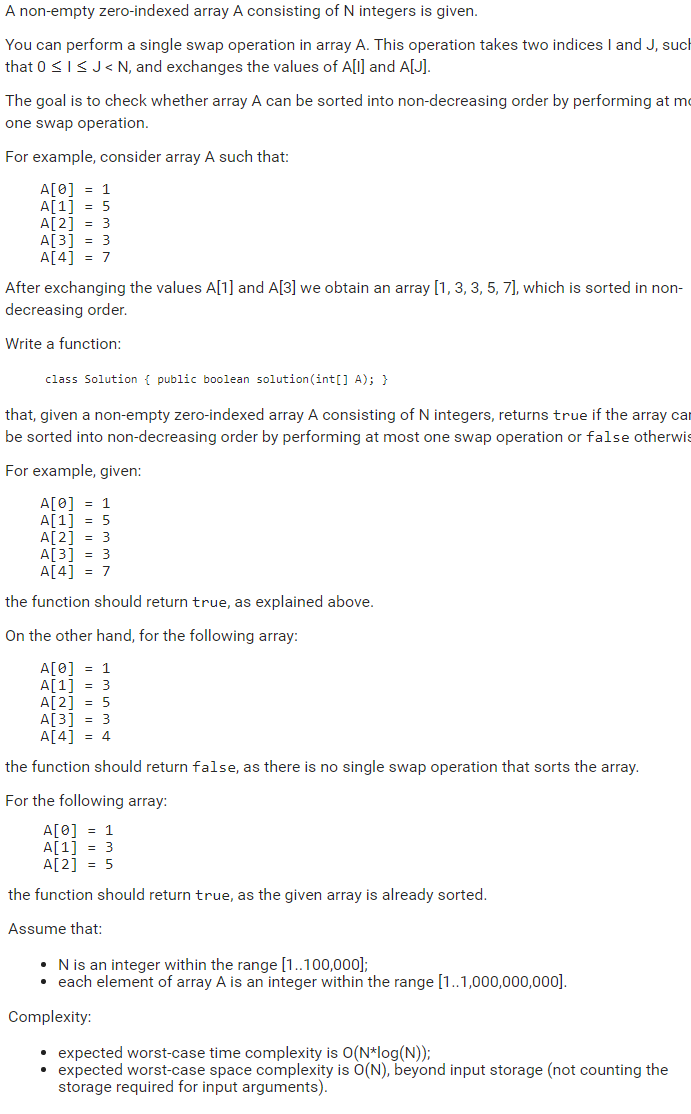 A non-empty zero-indexed array A consisting of N integers is given.
You can perform a single swap operation in array A. This operation takes two indices I and J, such
that 0 ≤ I ≤ J < N, and exchanges the values of A[I] and A[J].
The goal is to check whether array A can be sorted into non-decreasing order by performing at mo
one swap operation.
For example, consider array A such that:
A[0] = 1
A[1] = 5
A[2] = 3
A[3] = 3
A[4] = 7
After exchanging the values A[1] and A[3] we obtain an array [1, 3, 3, 5, 7], which is sorted in non-
decreasing order.
Write a function:
class Solution { public boolean solution(int[] A); }
that, given a non-empty zero-indexed array A consisting of N integers, returns true if the array can
be sorted into non-decreasing order by performing at most one swap operation or false otherwis
For example, given:
A[0] = 1
A[1] = 5
A[2] = 3
A[3] = 3
A[4] = 7
the function should return true, as explained above.
On the other hand, for the following array:
A[0] = 1
A[1] = 3
A[2] = 5
A[3] = 3
A[4] = 4
the function should return false, as there is no single swap operation that sorts the array.
For the following array:
A[0] = 1
A[1] = 3
A[2] = 5
the function should return true, as the given array is already sorted.
Assume that:
• N is an integer within the range [1..100,000];
• each element of array A is an integer within the range [1..1,000,000,000].
Complexity:
• expected worst-case time complexity is O(N*log(N));
• expected worst-case space complexity is O(N), beyond input storage (not counting the
storage required for input arguments).